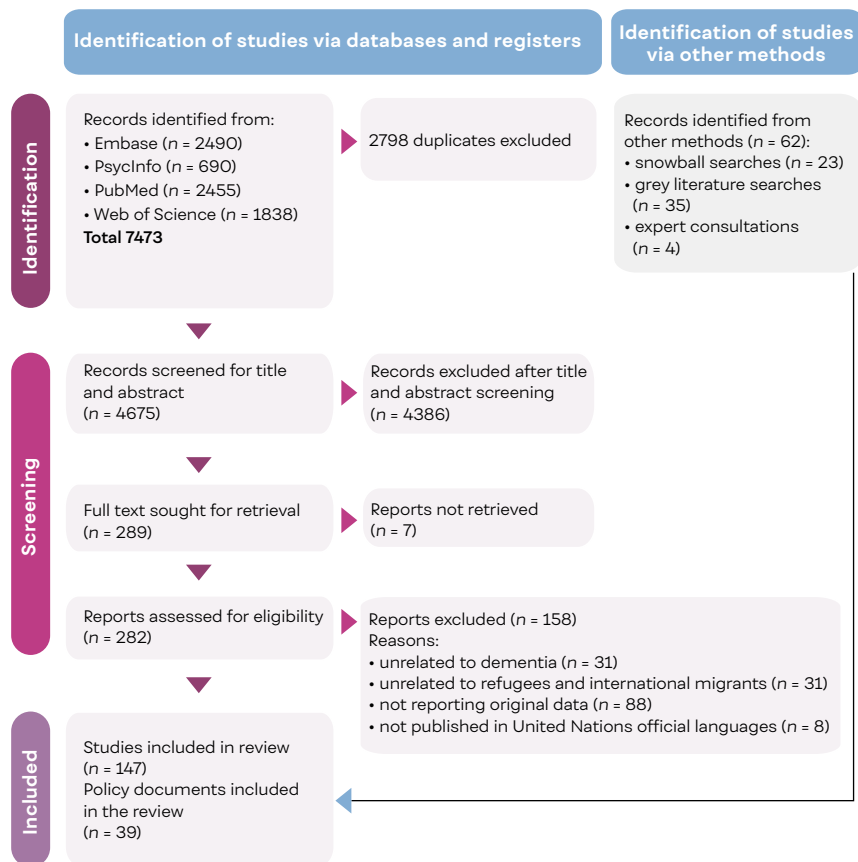 Identification of studies via databases and registers
Identification of studies
via other methods
Identification
Records identified from:
• Embase (n = 2490)
• PsycInfo (n = 690)
• PubMed (n = 2455)
• Web of Science (n = 1838)
Total 7473
2798 duplicates excluded
Records identified from
other methods (n = 62):
• snowball searches (n = 23)
• grey literature searches
(n = 35)
• expert consultations
(n = 4)
Screening
Records screened for title
and abstract
(n = 4675)
Records excluded after title
and abstract screening
(n = 4386)
Full text sought for retrieval
(n = 289)
Reports not retrieved
(n = 7)
Reports assessed for eligibility
(n = 282)
Reports excluded (n = 158)
Reasons:
• unrelated to dementia (n = 31)
• unrelated to refugees and international migrants (n = 31)
• not reporting original data (n = 88)
• not published in United Nations official languages (n = 8)
Included
Studies included in review
(n = 147)
Policy documents included
in the review
(n = 39)